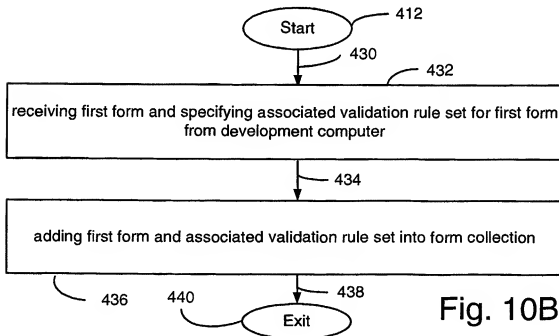 Start
412
430
432
receiving first form and specifying associated validation rule set for first form
from development computer
434
adding first form and associated validation rule set into form collection
436
440
438
Exit
Fig. 10B